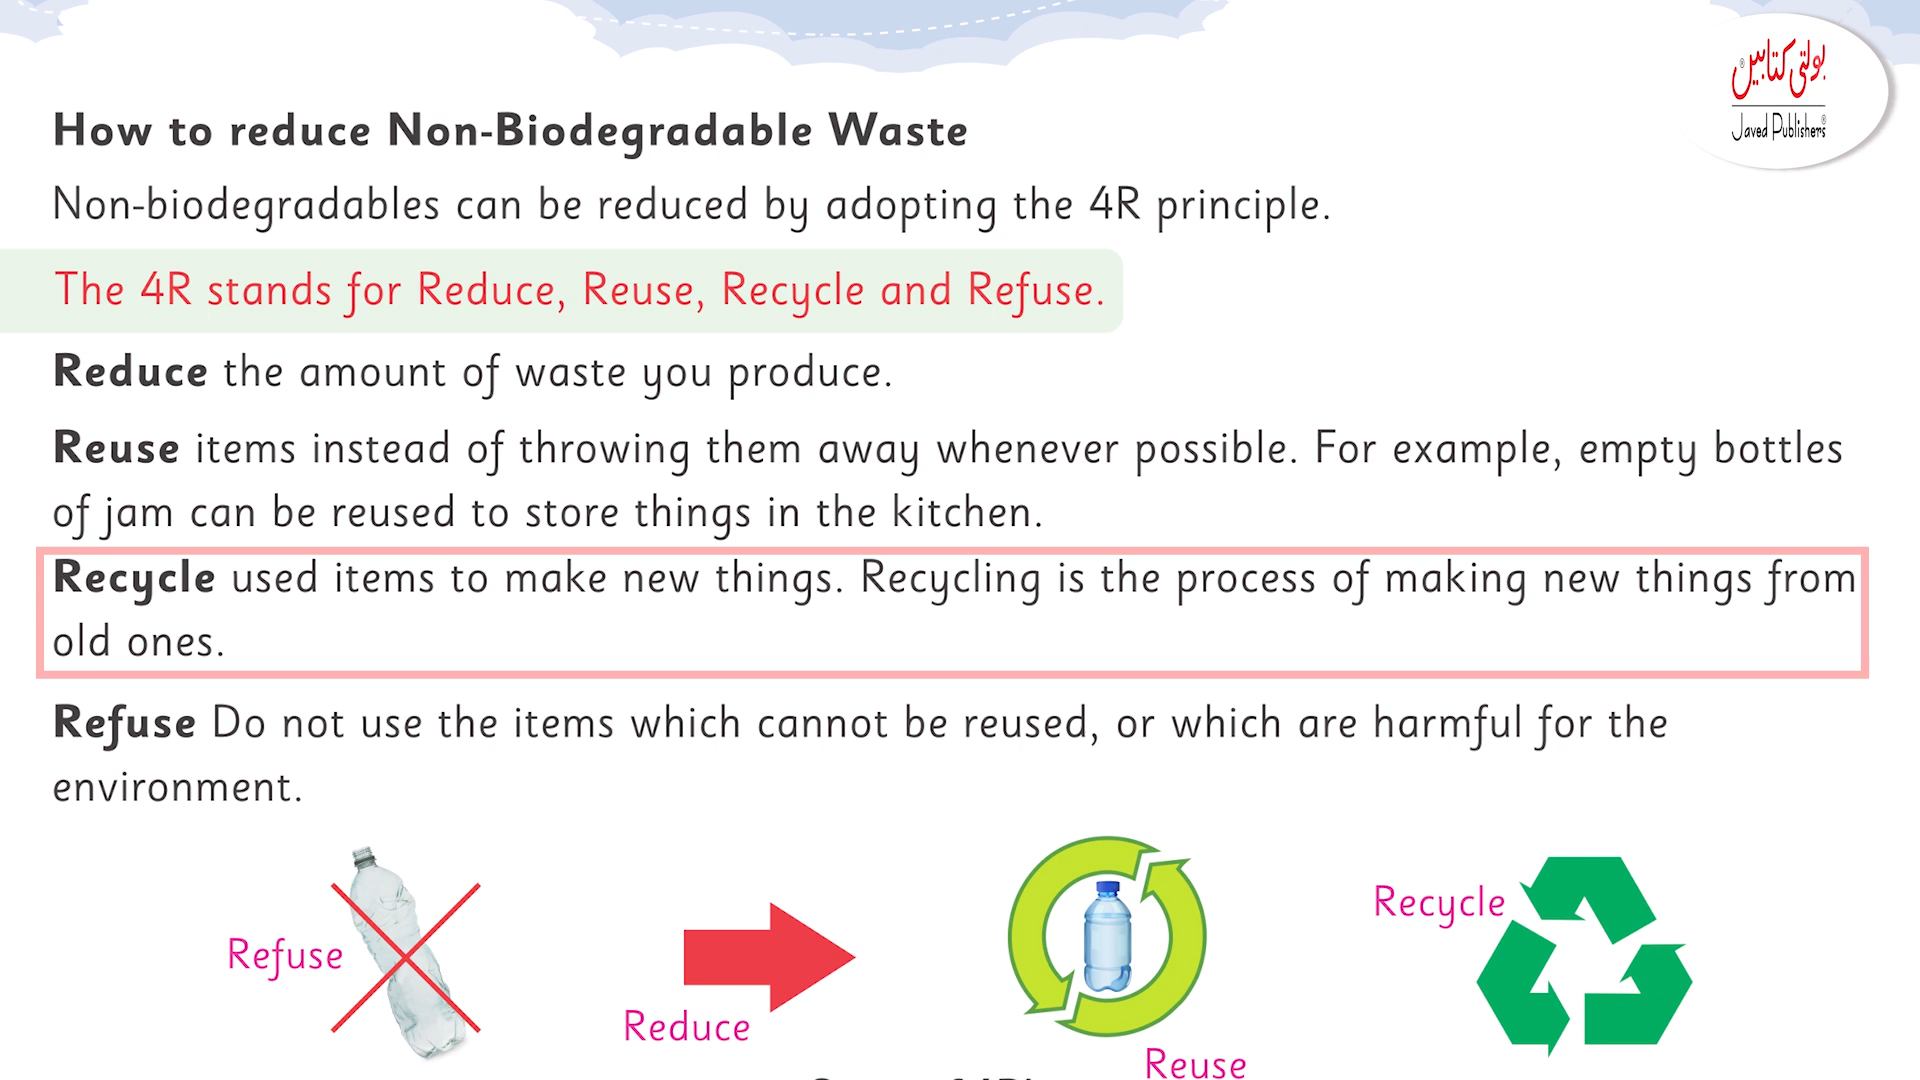 بولتی کتابیں
Javed Publishers
How to reduce Non-Biodegradable Waste
Non-biodegradables can be reduced by adopting the 4R principle.
The 4R stands for Reduce, Reuse, Recycle and Refuse.
Reduce the amount of waste you produce.
Reuse items instead of throwing them away whenever possible. For example, empty bottles
of jam can be reused to store things in the kitchen.
Recycle used items to make new things. Recycling is the process of making new things from
old ones.
Refuse Do not use the items which cannot be reused, or which are harmful for the
environment.
Refuse
Reduce
Reuse
Recycle